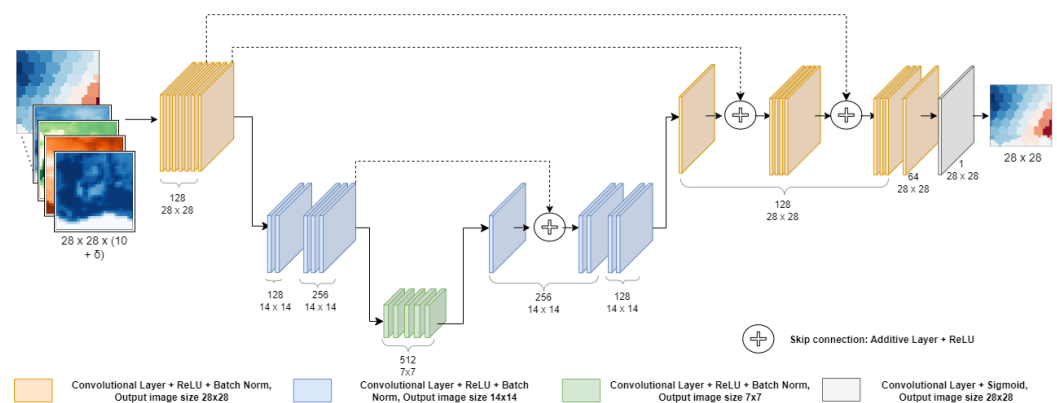 28 x 28 x (10
+ δ)
128
28 x 28
128
14 x 14
256
14 x 14
512
7x7
256
14 x 14
128
14 x 14
128
28 x 28
64
28 x 28
1
28 x 28
28 x 28
Skip connection: Additive Layer + ReLU
Convolutional Layer + ReLU + Batch Norm,
Output image size 28x28
Convolutional Layer + ReLU + Batch
Norm, Output image size 14x14
Convolutional Layer + ReLU + Batch Norm,
Output image size 7x7
Convolutional Layer + Sigmoid,
Output image size 28x28